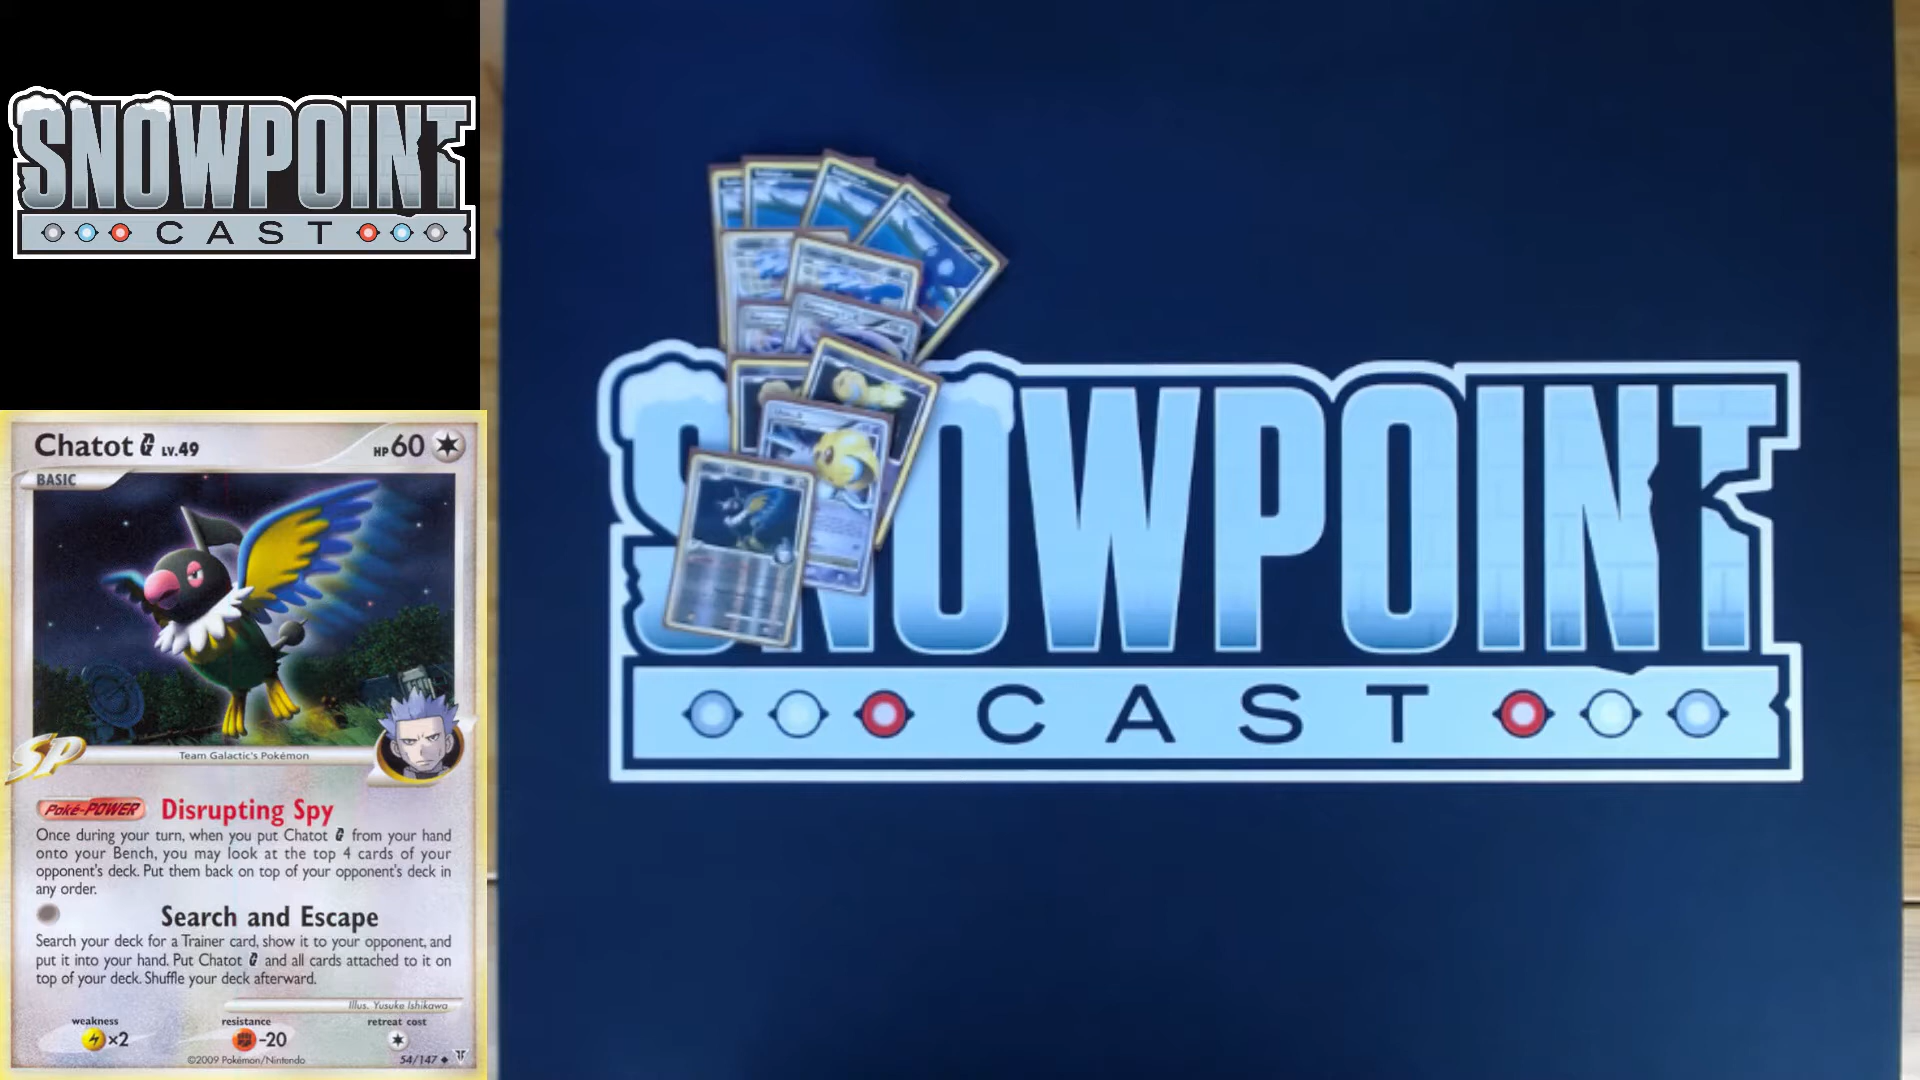 SNOWPOINT
CAST
Chatot G LV.49 HP60
BASIC
SP
Team Galactic's Pokémon
Poké-POWER Disrupting Spy
Once during your turn, when you put Chatot G from your hand
onto your Bench, you may look at the top 4 cards of your
opponent's deck. Put them back on top of your opponent's deck in
any order.
Search and Escape
Search your deck for a Trainer card, show it to your opponent, and
put it into your hand. Put Chatot G and all cards attached to it on
top of your deck. Shuffle your deck afterward.
Illus. Yusuke Ishikawa
weakness resistance retreat cost
×2 -20
©2009 Pokémon/Nintendo 54/147
SNOWPOINT
CAST